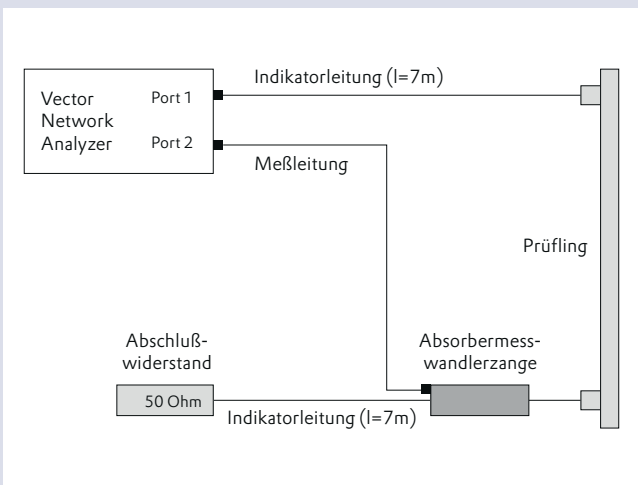 Indikatorleitung (l=7m)
Vector
Network
Analyzer
Port 1
Port 2
Meßleitung
Prüfling
Abschluß-
widerstand
50 Ohm
Absorbermess-
wandlerzange
Indikatorleitung (l=7m)